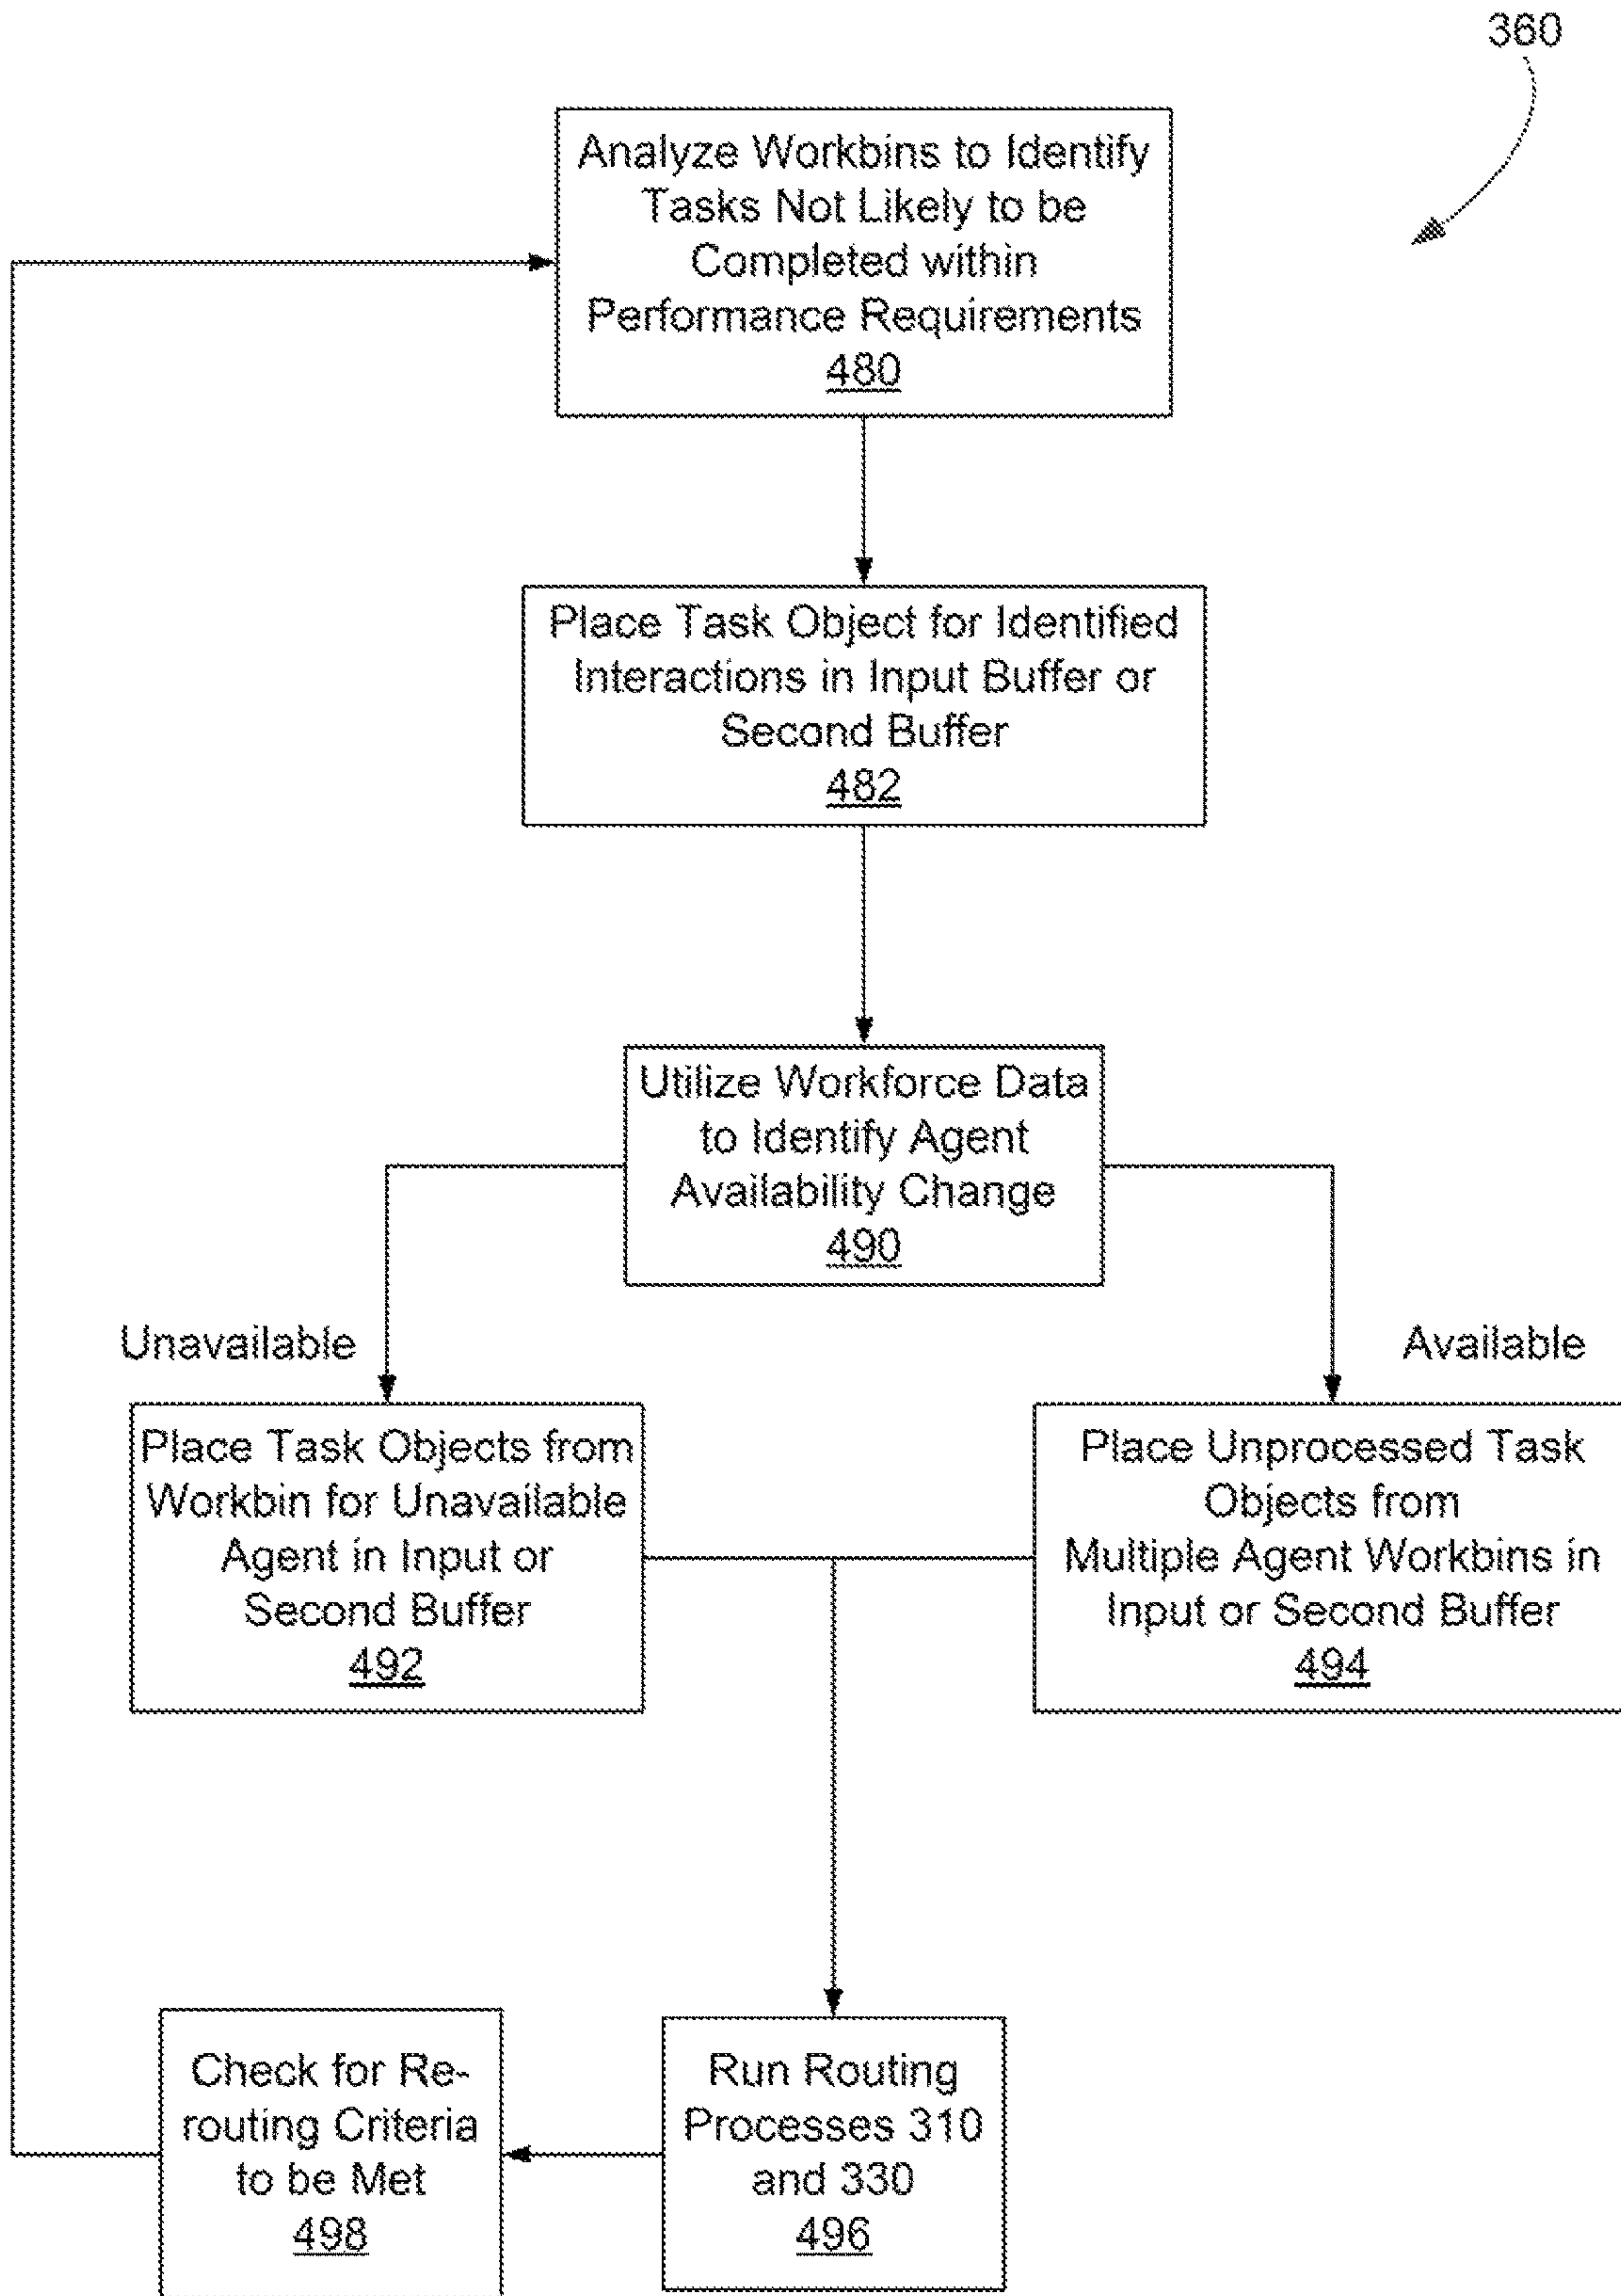 360
Analyze Workbins to Identify
Tasks Not Likely to be
Completed within
Performance Requirements
480
Place Task Object for Identified
Interactions in Input Buffer or
Second Buffer
482
Utilize Workforce Data
to Identify Agent
Availability Change
490
Unavailable
Available
Place Task Objects from
Workbin for Unavailable
Agent in Input or
Second Buffer
492
Place Unprocessed Task
Objects from
Multiple Agent Workbins in
Input or Second Buffer
494
Check for Re-
routing Criteria
to be Met
498
Run Routing
Processes 310
and 330
496